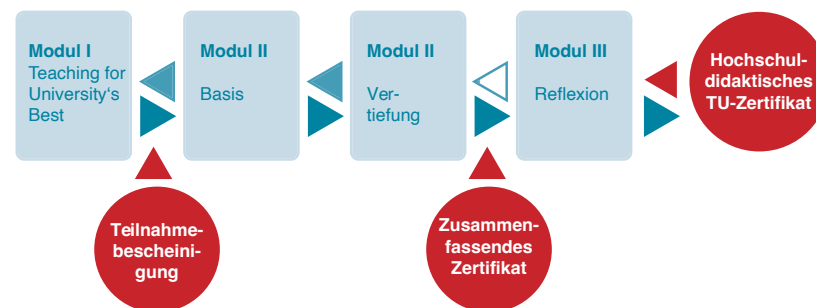 Modul I
Teaching for
University's
Best
Modul II
Basis
Modul II
Ver-
tiefung
Modul III
Reflexion
Hochschul-
didaktisches
TU-Zertifikat
Teilnahme-
bescheini-
gung
Zusammen-
fassendes
Zertifikat